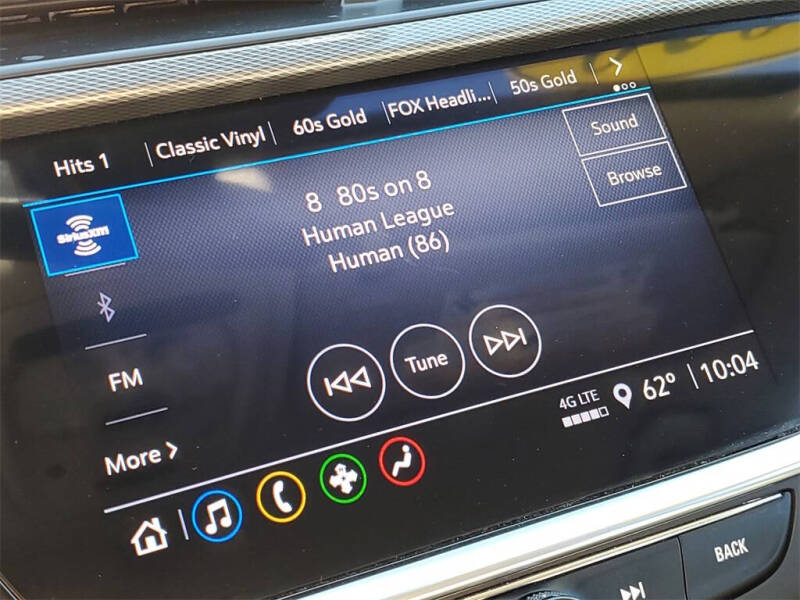 Hits 1
Classic Vinyl
60s Gold
FOX Headli...
50s Gold
>
SiriusXM
8 80s on 8
Human League
Human (86)
Sound
Browse
FM
More >
Tune
4G LTE
62°
10:04
BACK